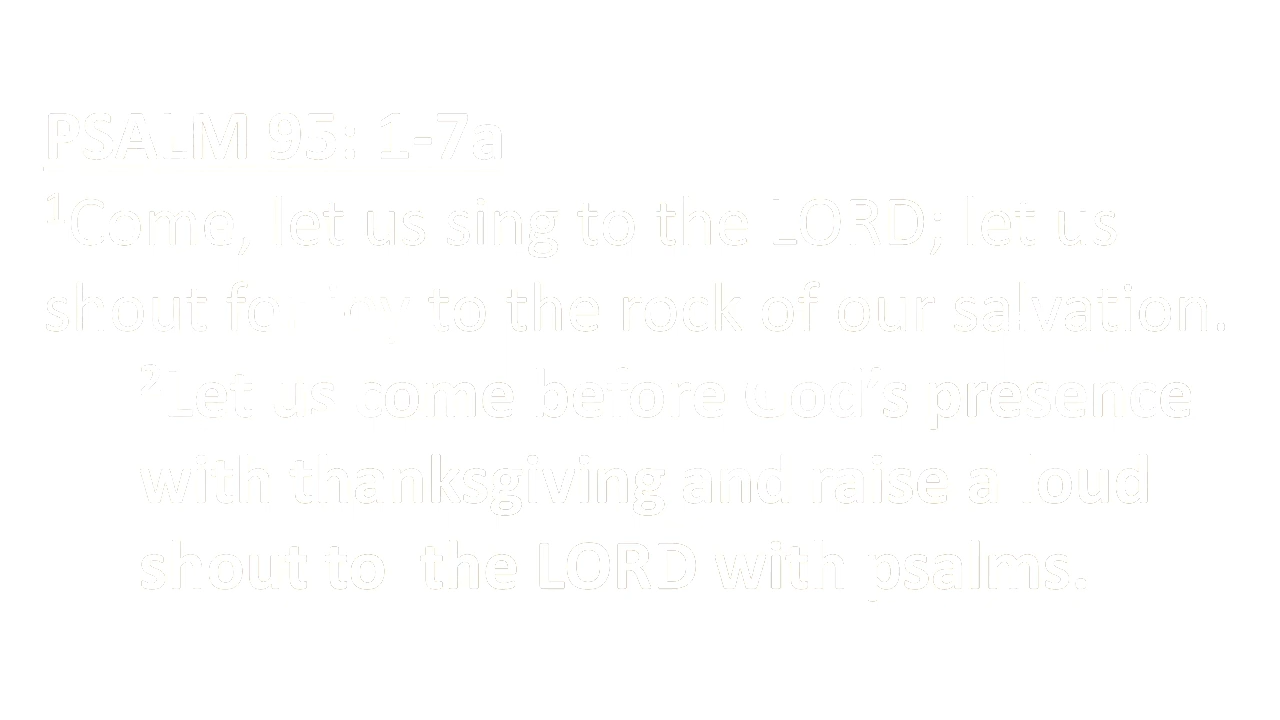 PSALM 95: 1-7a
¹Come, let us sing to the LORD; let us
shout for joy to the rock of our salvation.
²Let us come before God's presence
with thanksgiving and raise a loud
shout to the LORD with psalms.